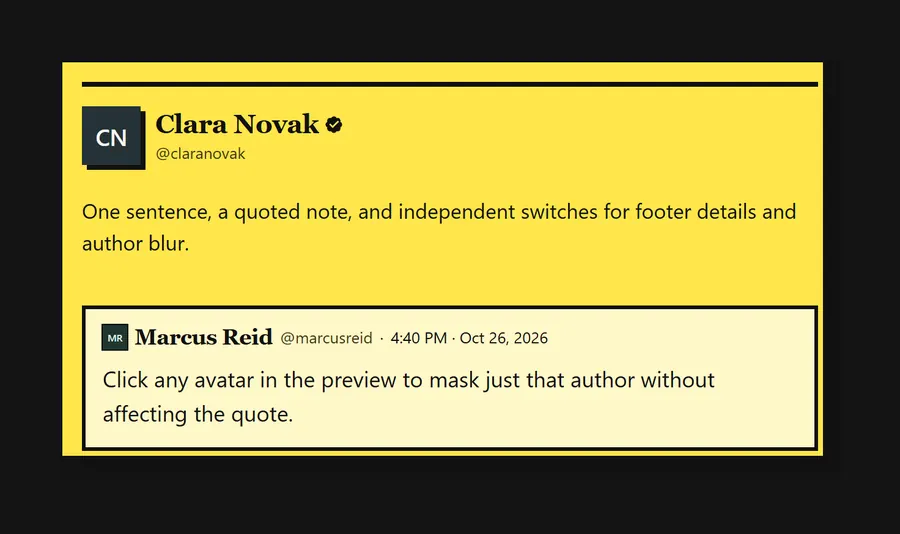 CN
Clara Novak
@claranovak
One sentence, a quoted note, and independent switches for footer details and
author blur.
MR Marcus Reid @marcusreid · 4:40 PM · Oct 26, 2026
Click any avatar in the preview to mask just that author without
affecting the quote.